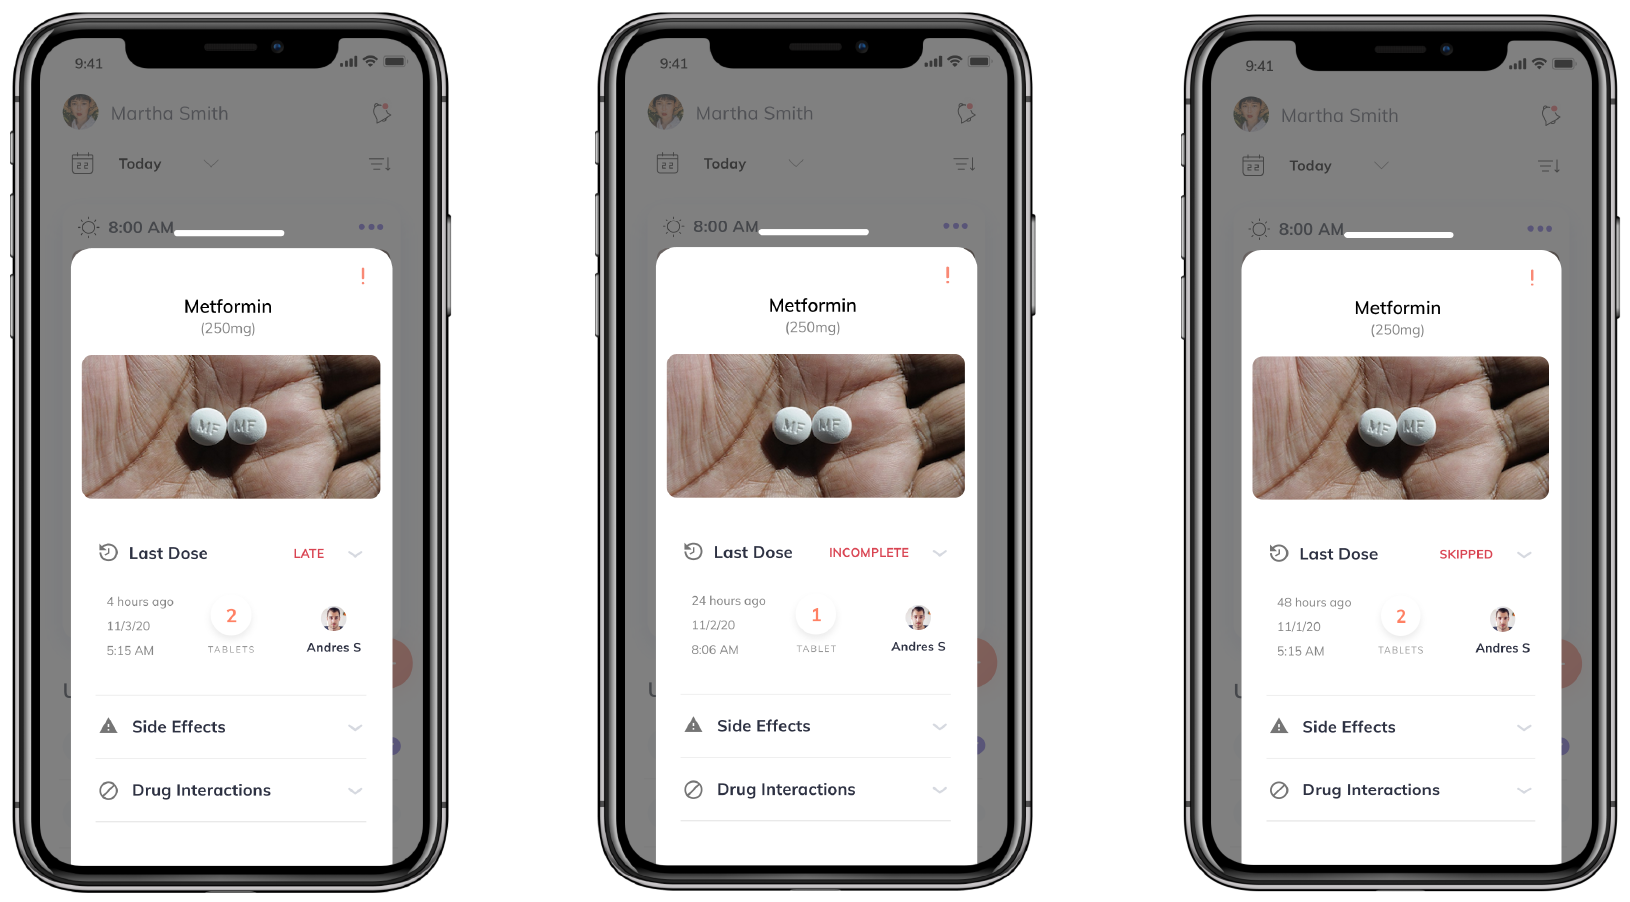 9:41
Martha Smith
22
Today
8:00 AM
!
Metformin
(250mg)
MF MF
Last Dose LATE
4 hours ago
11/3/20
5:15 AM
2
TABLETS
Andres S
Side Effects
Drug Interactions
9:41
Martha Smith
22
Today
8:00 AM
!
Metformin
(250mg)
MF MF
Last Dose INCOMPLETE
24 hours ago
11/2/20
8:06 AM
1
TABLET
Andres S
Side Effects
Drug Interactions
9:41
Martha Smith
22
Today
8:00 AM
!
Metformin
(250mg)
MF MF
Last Dose SKIPPED
48 hours ago
11/1/20
5:15 AM
2
TABLETS
Andres S
Side Effects
Drug Interactions